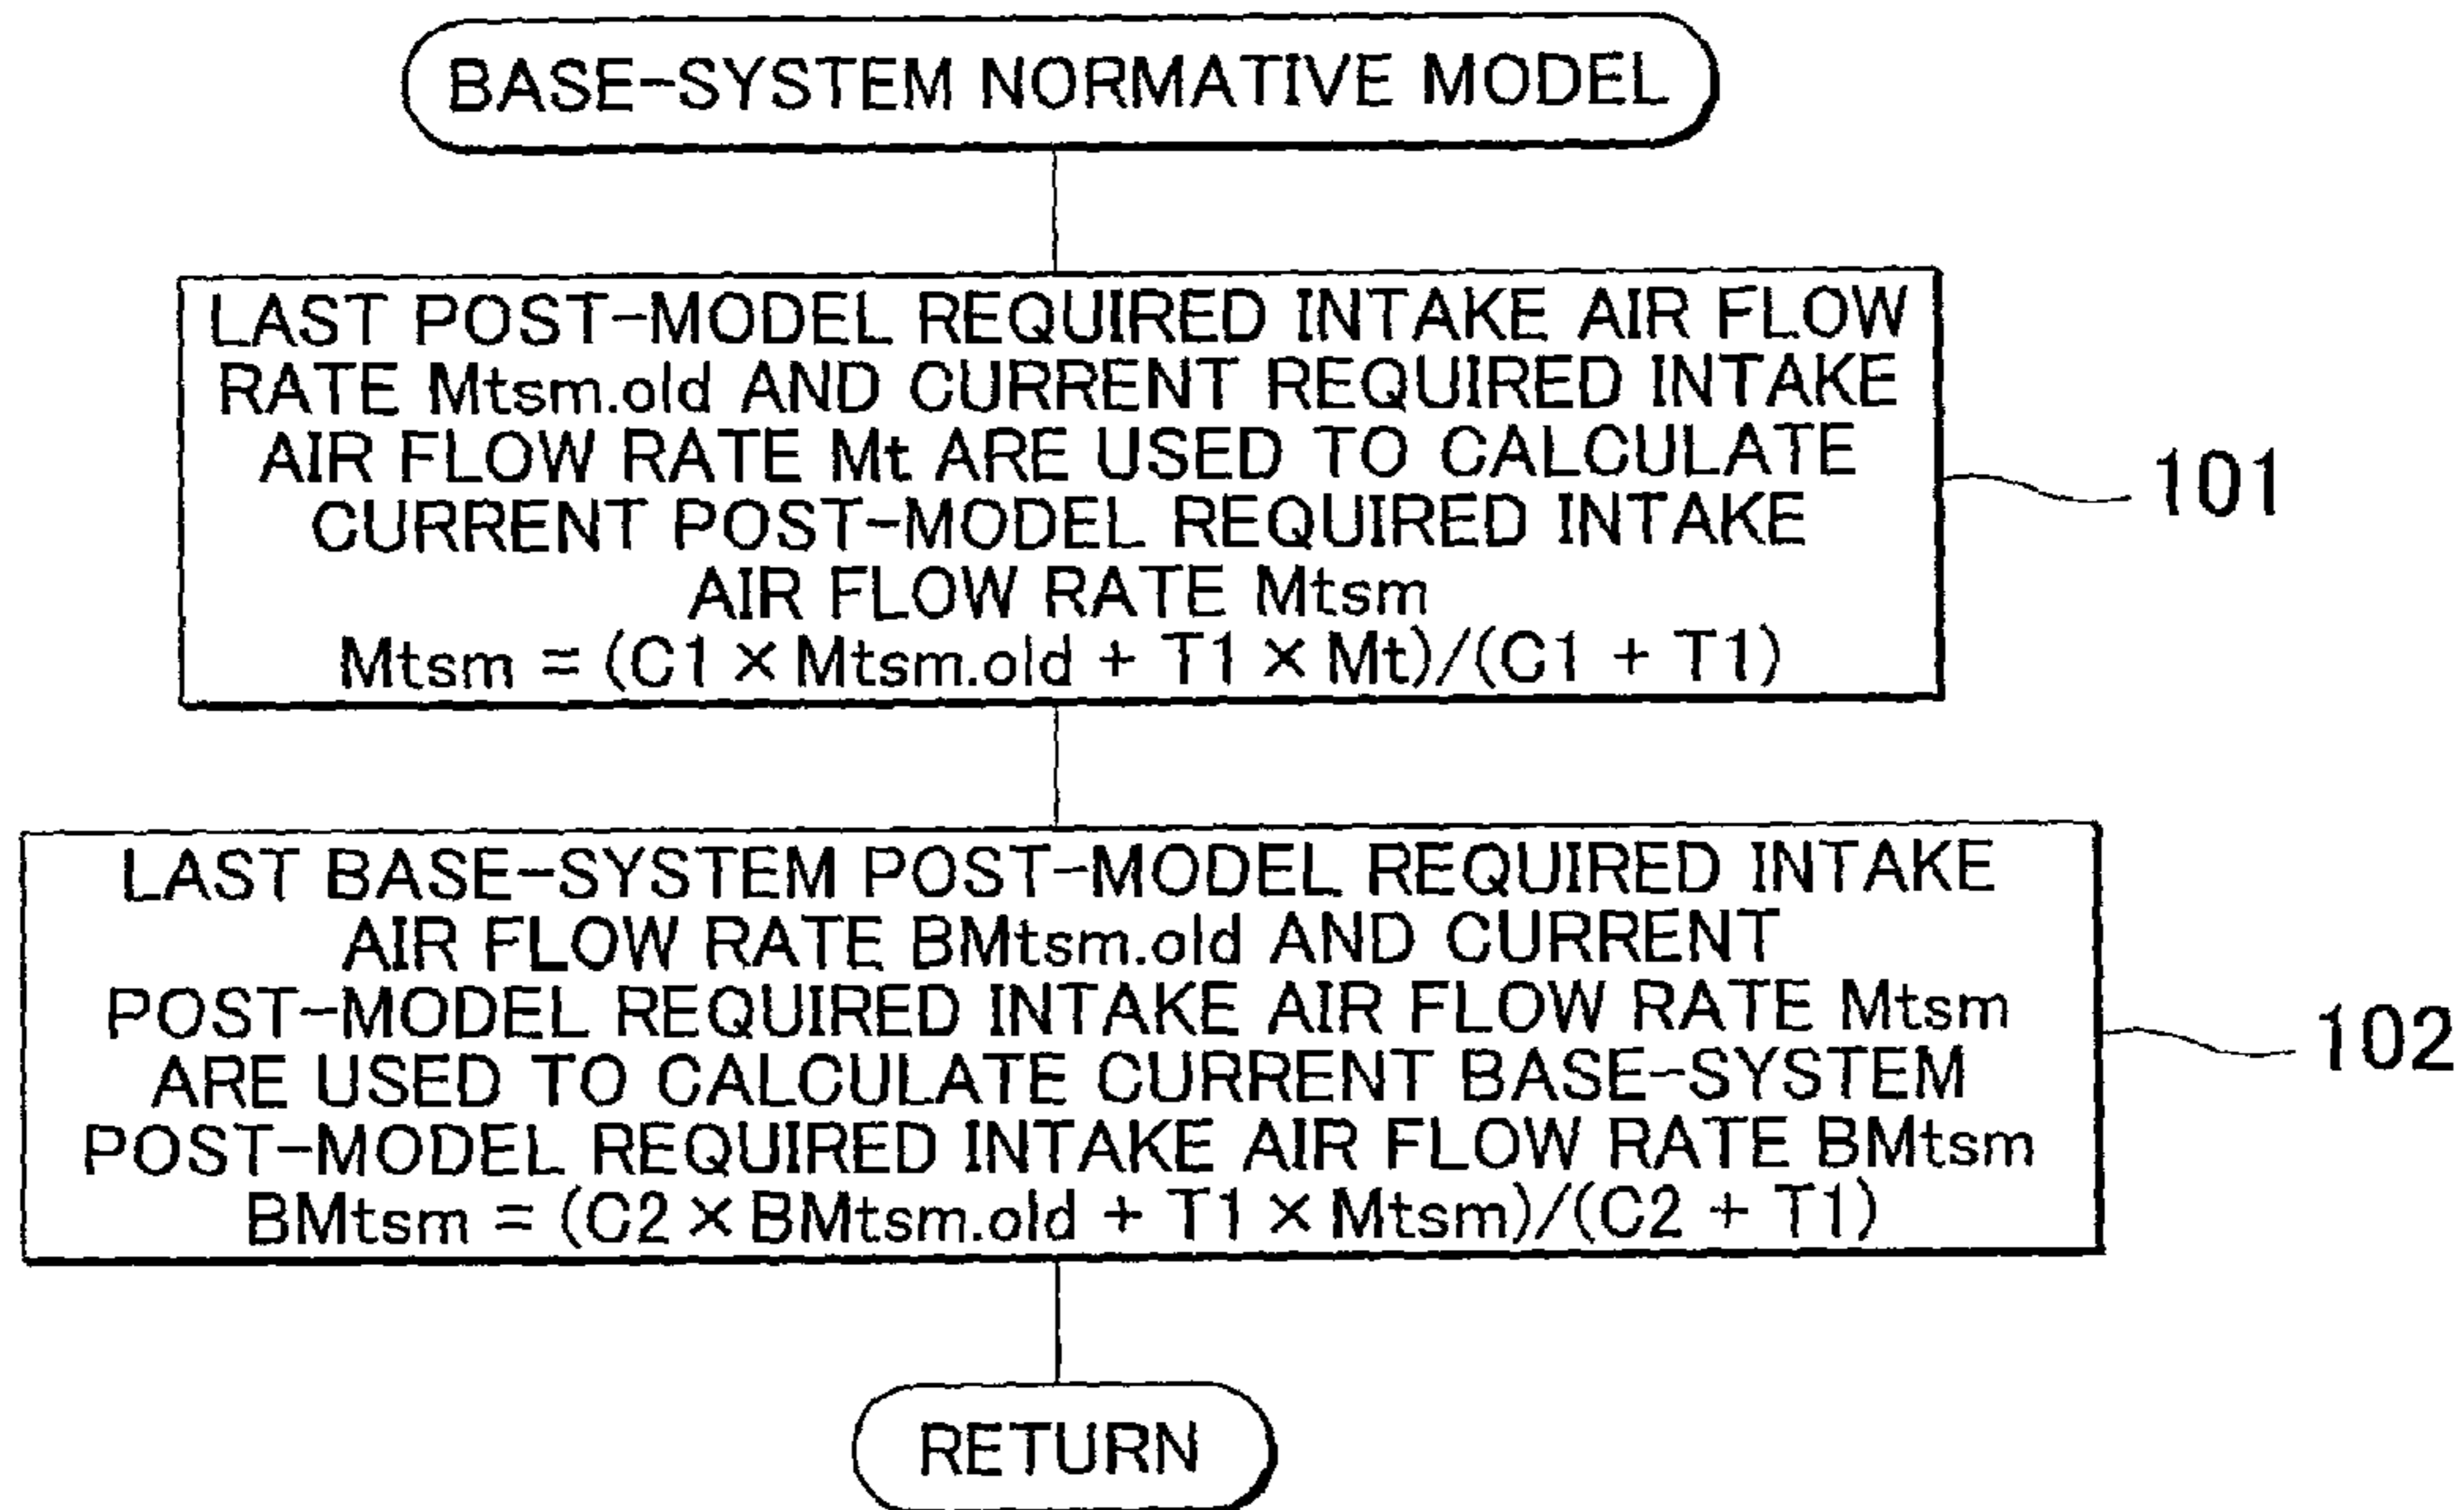 BASE-SYSTEM NORMATIVE MODEL
LAST POST-MODEL REQUIRED INTAKE AIR FLOW
RATE Mtsm.old AND CURRENT REQUIRED INTAKE
AIR FLOW RATE Mt ARE USED TO CALCULATE
CURRENT POST-MODEL REQUIRED INTAKE
AIR FLOW RATE Mtsm
Mtsm = (C1 × Mtsm.old + T1 × Mt)/(C1 + T1)
101
LAST BASE-SYSTEM POST-MODEL REQUIRED INTAKE
AIR FLOW RATE BMtsm.old AND CURRENT
POST-MODEL REQUIRED INTAKE AIR FLOW RATE Mtsm
ARE USED TO CALCULATE CURRENT BASE-SYSTEM
POST-MODEL REQUIRED INTAKE AIR FLOW RATE BMtsm
BMtsm = (C2 × BMtsm.old + T1 × Mtsm)/(C2 + T1)
102
RETURN